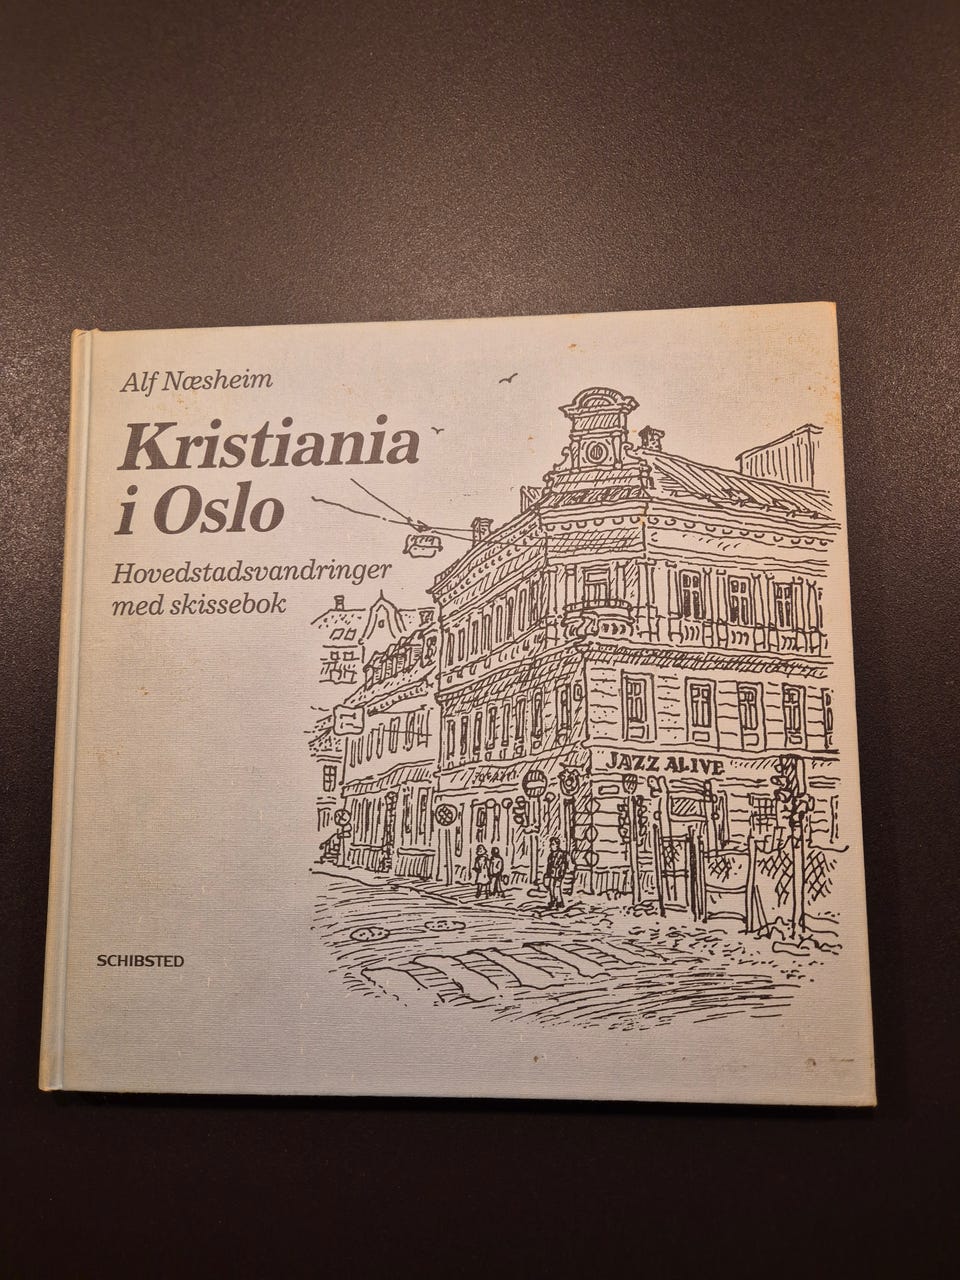 Alf Næsheim
Kristiania
i Oslo
Hovedstadsvandringer
med skissebok
JAZZ ALIVE
SCHIBSTED